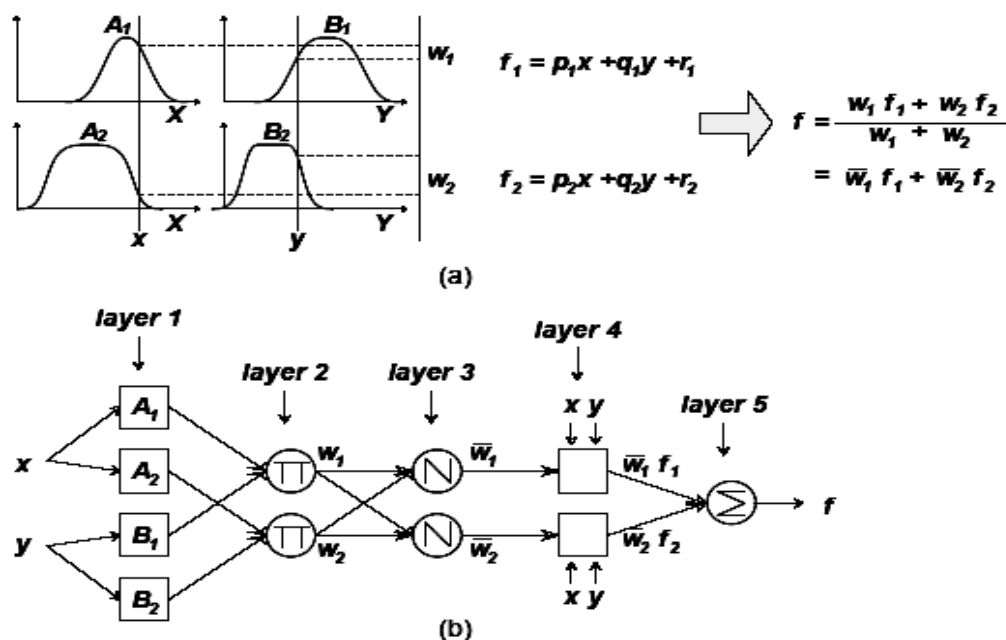 A₁ B₁
w₁
X Y
f₁ = p₁x +q₁y +r₁
f = w₁ f₁ + w₂ f₂
w₁ + w₂
= w̅₁ f₁ + w̅₂ f₂
A₂ B₂
w₂
X Y
f₂ = p₂x +q₂y +r₂
x y
(a)
layer 1
layer 2 layer 3 layer 4 layer 5
x y
A₁
x A₂
Π w₁ N w̅₁ w̅₁ f₁
Σ f
y B₁
Π w₂ N w̅₂ w̅₂ f₂
B₂
x y
(b)